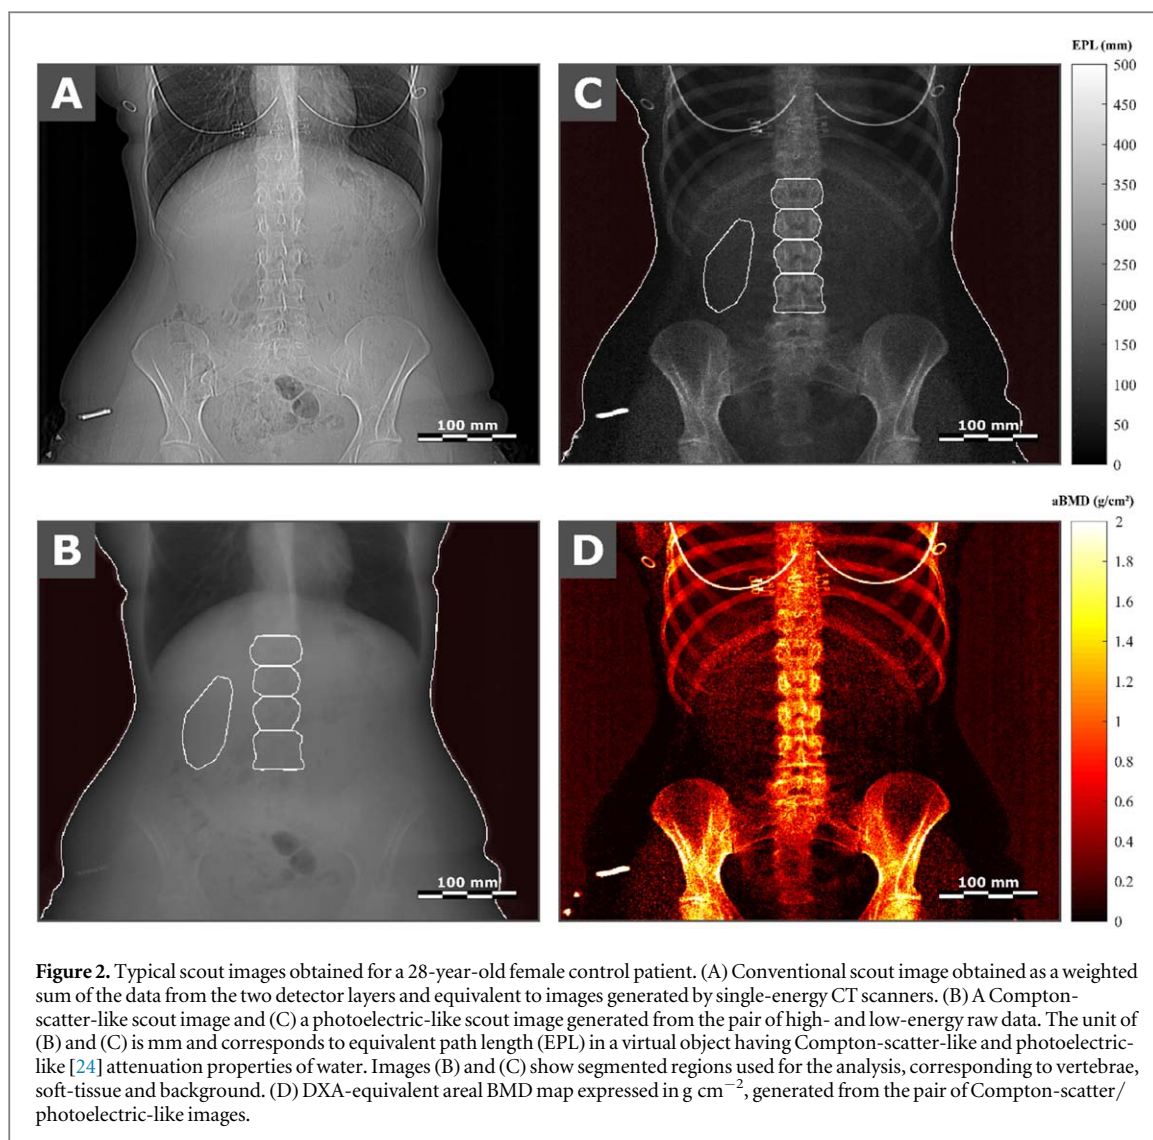 A
100 mm
C
100 mm
EPL (mm)
500
450
400
350
300
250
200
150
100
50
0
B
100 mm
D
100 mm
aBMD (g/cm²)
2
1.8
1.6
1.4
1.2
1
0.8
0.6
0.4
0.2
0
Figure 2. Typical scout images obtained for a 28-year-old female control patient. (A) Conventional scout image obtained as a weighted
sum of the data from the two detector layers and equivalent to images generated by single-energy CT scanners. (B) A Compton-
scatter-like scout image and (C) a photoelectric-like scout image generated from the pair of high- and low-energy raw data. The unit of
(B) and (C) is mm and corresponds to equivalent path length (EPL) in a virtual object having Compton-scatter-like and photoelectric-
like [24] attenuation properties of water. Images (B) and (C) show segmented regions used for the analysis, corresponding to vertebrae,
soft-tissue and background. (D) DXA-equivalent areal BMD map expressed in g cm⁻², generated from the pair of Compton-scatter/
photoelectric-like images.